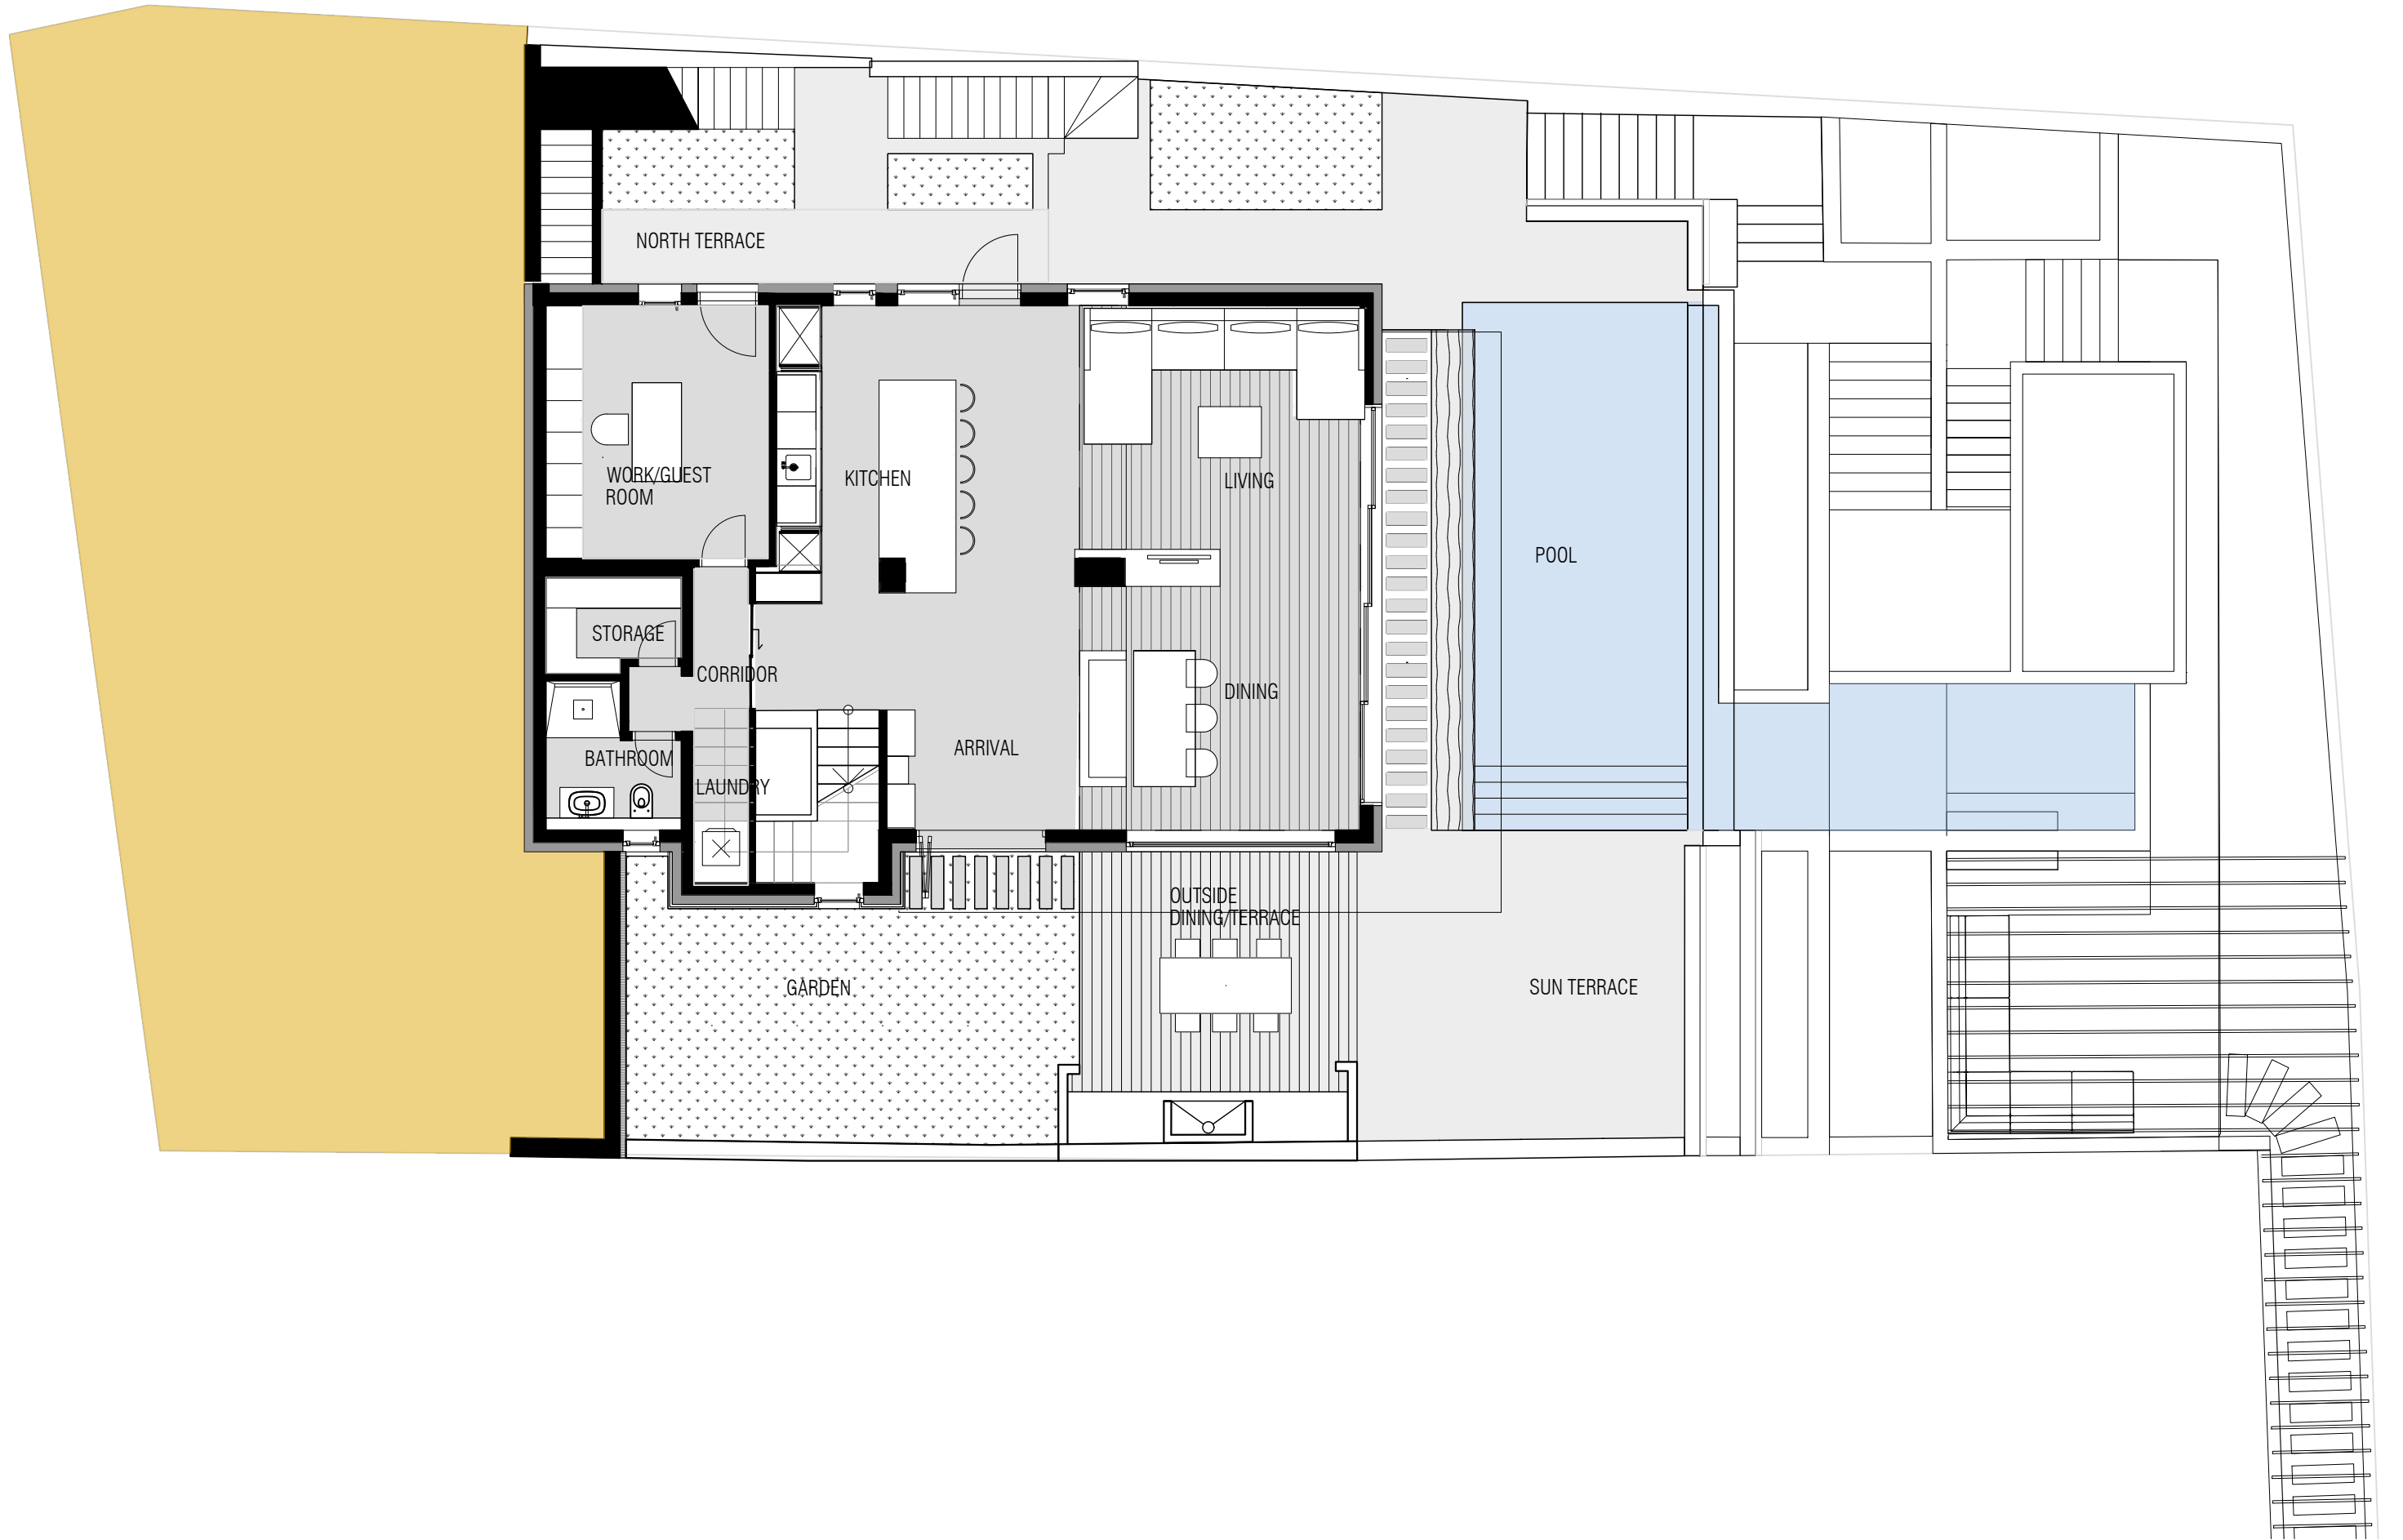 NORTH TERRACE
WORK/GUEST
ROOM
KITCHEN
LIVING
POOL
STORAGE
CORRIDOR
DINING
ARRIVAL
BATHROOM
LAUNDRY
OUTSIDE
DINING/TERRACE
GARDEN
SUN TERRACE